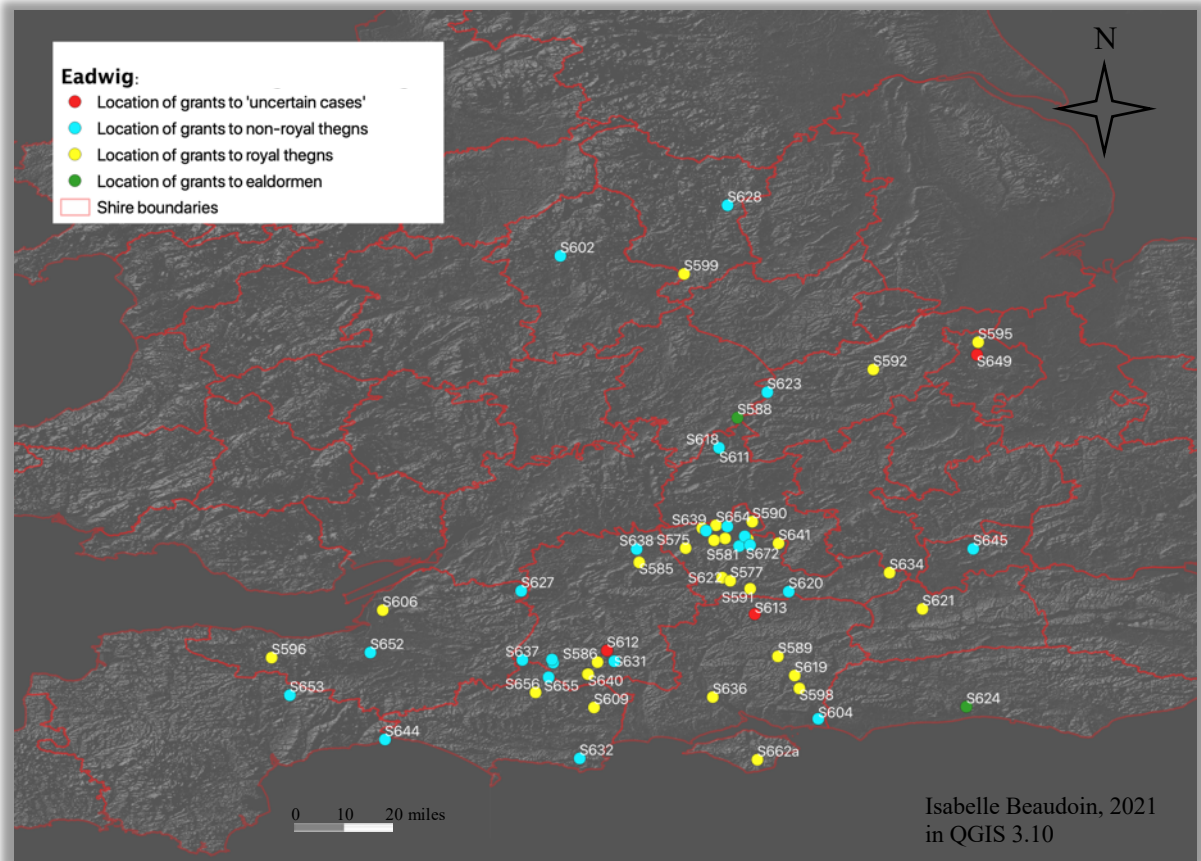 Eadwig:
Location of grants to 'uncertain cases'
Location of grants to non-royal thegns
Location of grants to royal thegns
Location of grants to ealdormen
Shire boundaries
N
S628
S602
S599
S595
S649
S592
S623
S588
S618
S611
S639
S654
S590
S638
S575
S581
S672
S641
S645
S585
S634
S622
S577
S627
S591
S620
S606
S613
S621
S596
S652
S637
S586
S612
S631
S589
S653
S656
S655
S640
S619
S609
S636
S598
S624
S604
S644
S632
S662a
0 10 20 miles
Isabelle Beaudoin, 2021
in QGIS 3.10